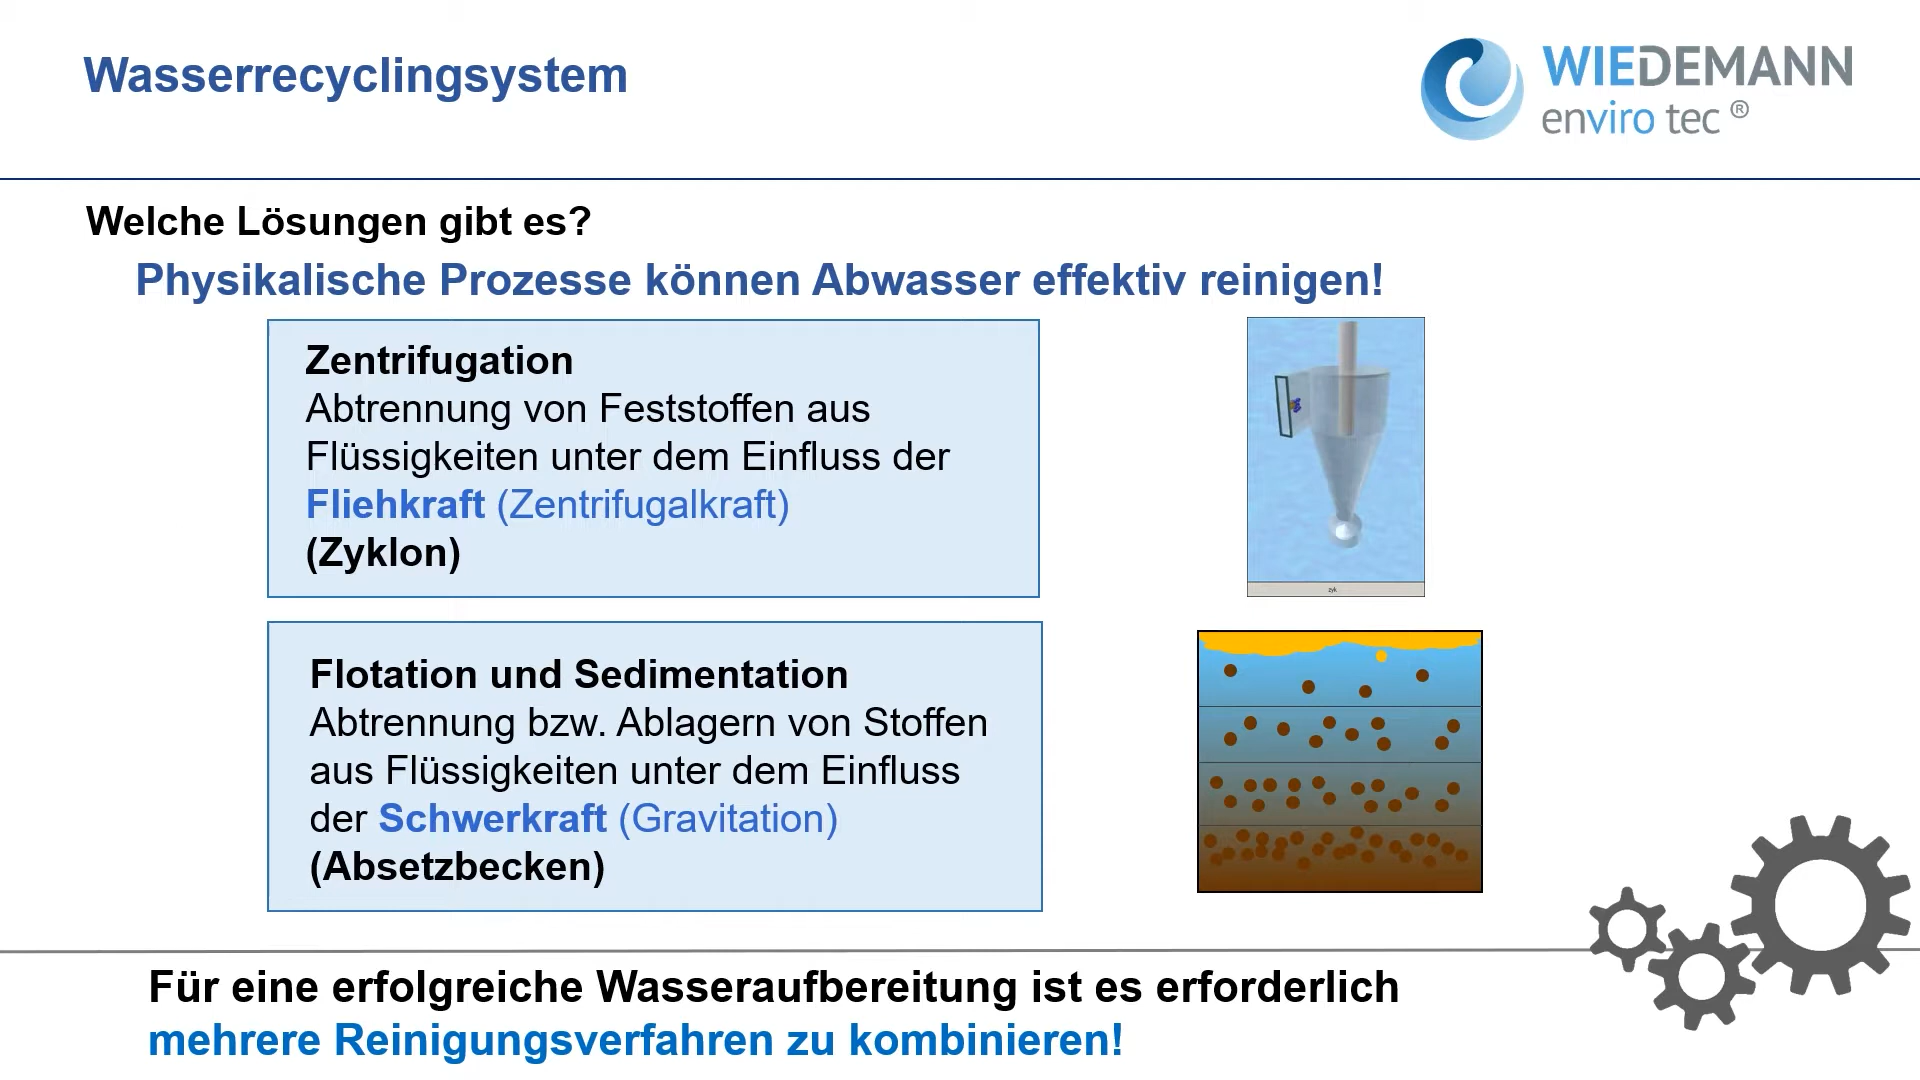 Wasserrecyclingsystem
WIEDEMANN
enviro tec ®
Welche Lösungen gibt es?
Physikalische Prozesse können Abwasser effektiv reinigen!
Zentrifugation
Abtrennung von Feststoffen aus
Flüssigkeiten unter dem Einfluss der
Fliehkraft (Zentrifugalkraft)
(Zyklon)
zyk
Flotation und Sedimentation
Abtrennung bzw. Ablagern von Stoffen
aus Flüssigkeiten unter dem Einfluss
der Schwerkraft (Gravitation)
(Absetzbecken)
Für eine erfolgreiche Wasseraufbereitung ist es erforderlich
mehrere Reinigungsverfahren zu kombinieren!